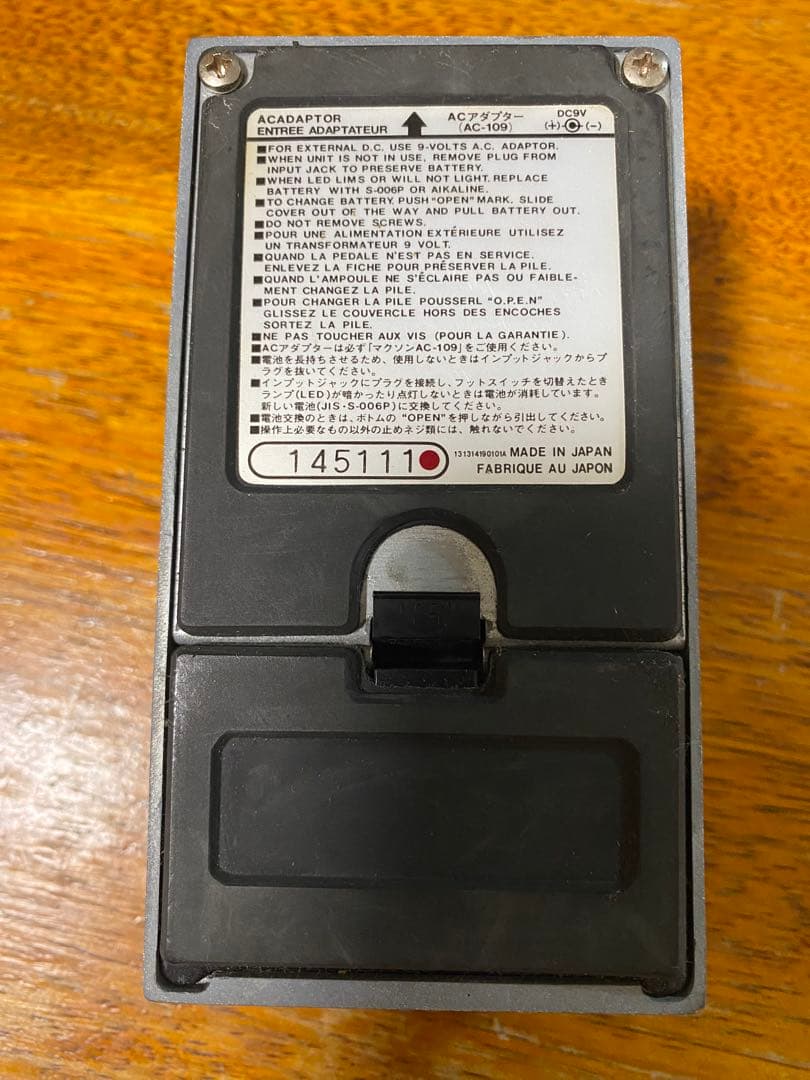 ACADAPTOR
ENTREE ADAPTATEUR
ACアダプター
(AC-109)
DC9V
(+) (-)
■FOR EXTERNAL D.C. USE 9-VOLTS A.C. ADAPTOR.
■WHEN UNIT IS NOT IN USE, REMOVE PLUG FROM
INPUT JACK TO PRESERVE BATTERY.
■WHEN LED LIMS OR WILL NOT LIGHT. REPLACE
BATTERY WITH S-006P OR AIKALINE.
■TO CHANGE BATTERY, PUSH "OPEN" MARK, SLIDE
COVER OUT OF THE WAY AND PULL BATTERY OUT.
■DO NOT REMOVE SCREWS.
■POUR UNE ALIMENTATION EXTÉRIEURE UTILISEZ
UN TRANSFORMATEUR 9 VOLT.
■QUAND LA PEDALE N'EST PAS EN SERVICE.
ENLEVEZ LA FICHE POUR PRÉSERVER LA PILE.
■QUAND L'AMPOULE NE S'ÉCLAIRE PAS OU FAIBLE-
MENT CHANGEZ LA PILE.
■POUR CHANGER LA PILE POUSSERL "O.P.E.N"
GLISSEZ LE COUVERCLE HORS DES ENCOCHES
SORTEZ LA PILE.
■NE PAS TOUCHER AUX VIS (POUR LA GARANTIE).
■ACアダプターは必ず「マクソンAC-109」をご使用ください。
■電池を長持ちさせるため、使用しないときはインプットジャックからプ
ラグを抜いてください。
■インプットジャックにプラグを接続し、フットスイッチを切替えたとき
ランプ(LED)が暗かったり点灯しないときは電池が消耗しています。
新しい電池(JIS・S-006P)に交換してください。
■電池交換のときは、ボトムの"OPEN"を押しながら引出してください。
■操作上必要なもの以外の止めネジ類には、触れないでください。
145111
131314190101A MADE IN JAPAN
FABRIQUE AU JAPON